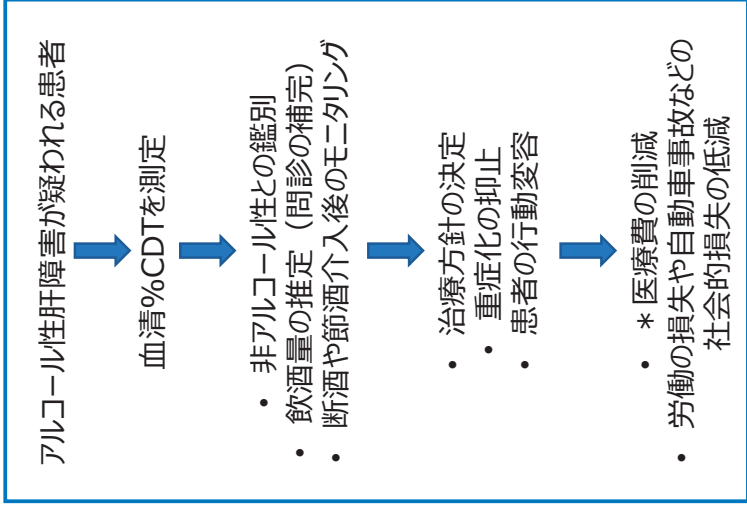 アルコール性肝障害が疑われる患者
血清%CDTを測定
• 非アルコール性との鑑別
• 飲酒量の推定（問診の補完）
• 断酒や節酒介入後のモニタリング
• 治療方針の決定
• 重症化の抑止
• 患者の行動変容
• ＊医療費の削減
• 労働の損失や自動車事故などの
社会的損失の低減